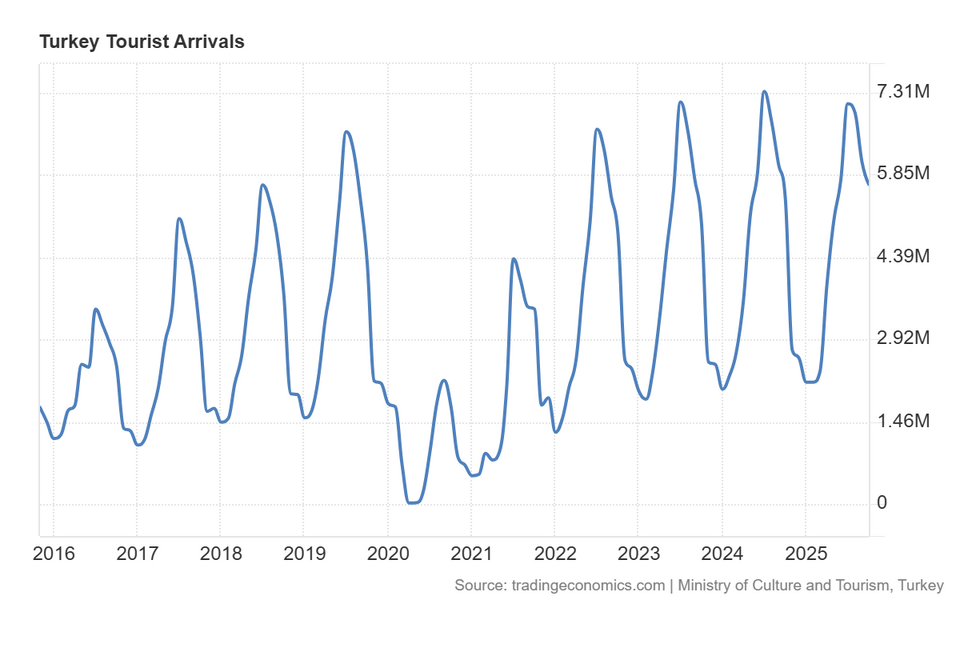 Turkey Tourist Arrivals
7.31M
5.85M
4.39M
2.92M
1.46M
0
2016 2017 2018 2019 2020 2021 2022 2023 2024 2025
Source: tradingeconomics.com | Ministry of Culture and Tourism, Turkey